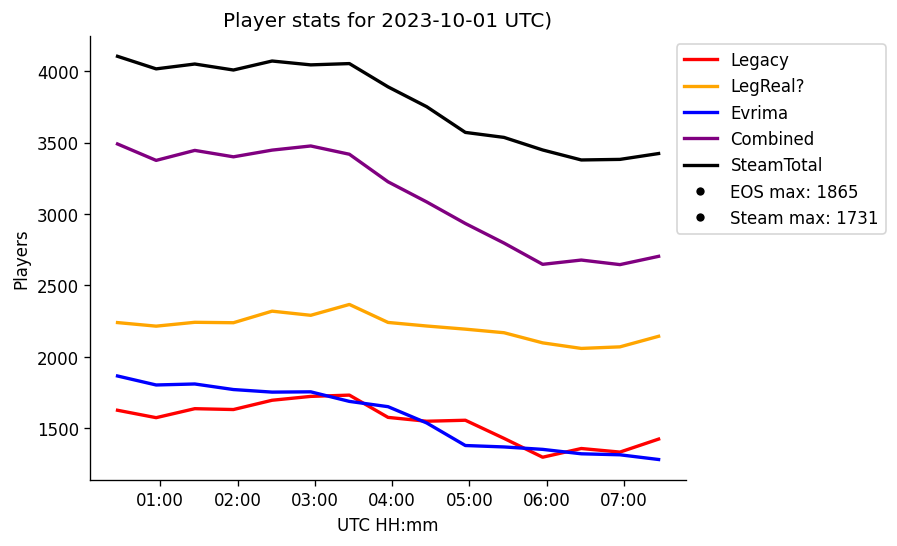 Player stats for 2023-10-01 UTC)
Legacy
LegReal?
Evrima
Combined
SteamTotal
EOS max: 1865
Steam max: 1731
4000
3500
3000
2500
2000
1500
Players
01:00 02:00 03:00 04:00 05:00 06:00 07:00
UTC HH:mm